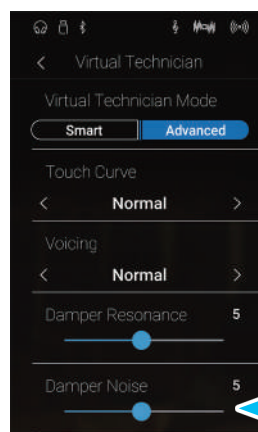 Virtual Technician
Virtual Technician Mode
Smart Advanced
Touch Curve
Normal
Voicing
Normal
Damper Resonance 5
Damper Noise 5